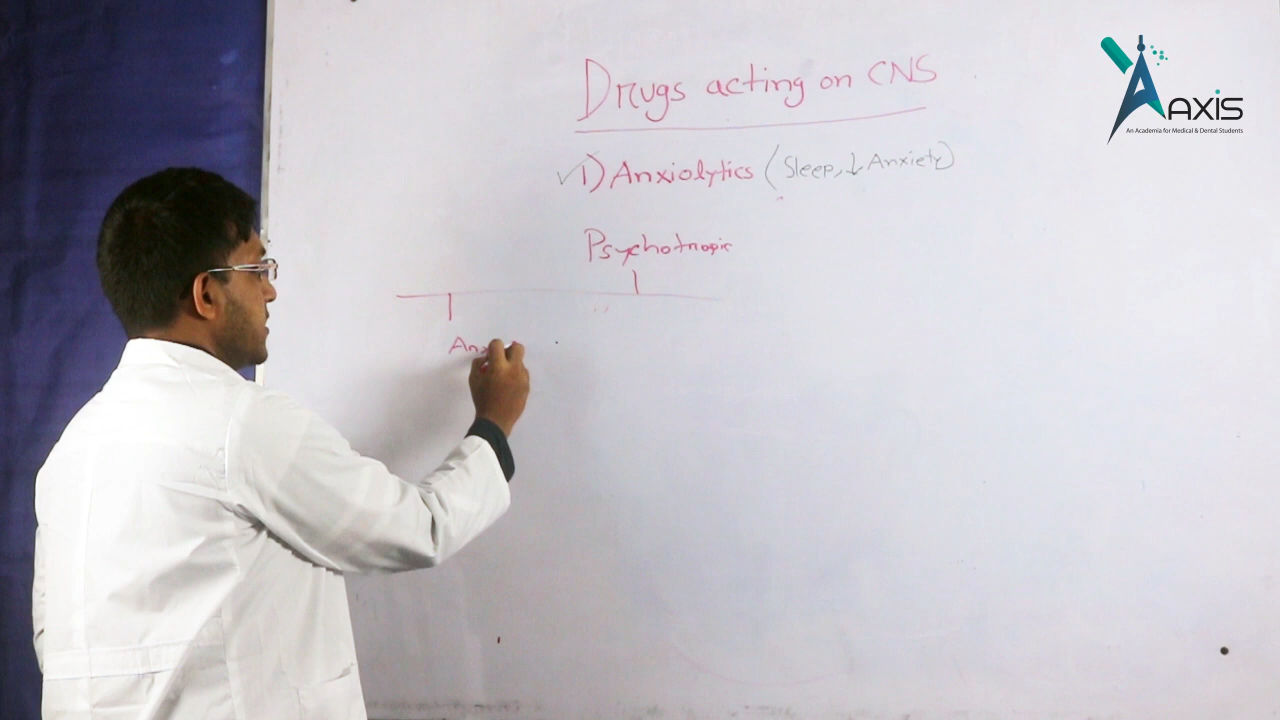 Drugs acting on CNS
AXIS
An Academia for Medical & Dental Students
✓1) Anxiolytics (Sleep, ↓ Anxiety)
Psychotropic
Anx